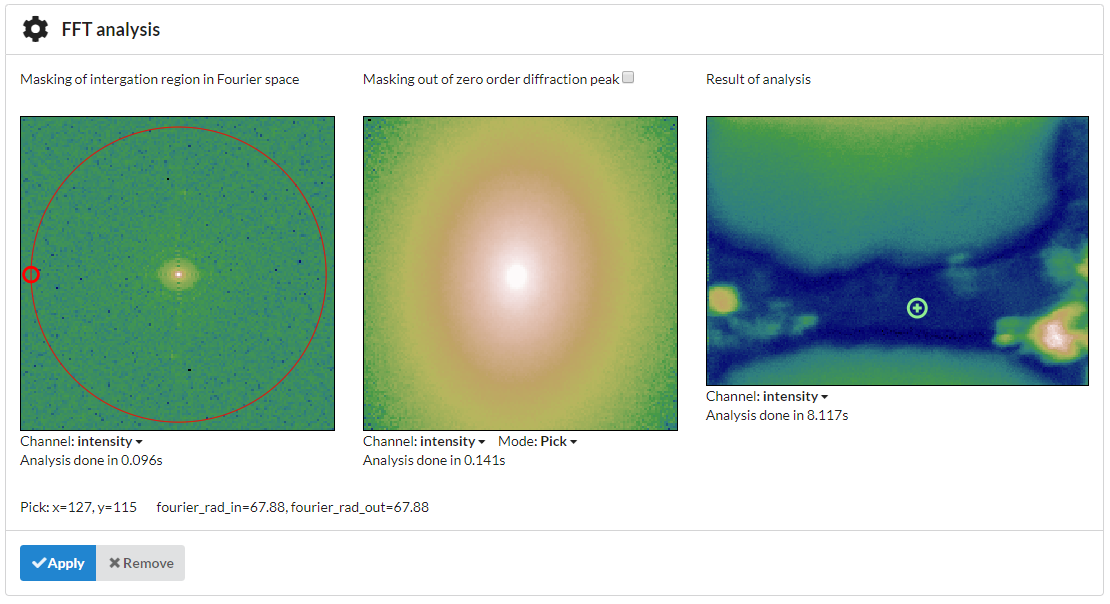 FFT analysis
Masking of intergation region in Fourier space
Masking out of zero order diffraction peak
Result of analysis
Channel: intensity
Analysis done in 0.096s
Channel: intensity Mode: Pick
Analysis done in 0.141s
Channel: intensity
Analysis done in 8.117s
Pick: x=127, y=115 fourier_rad_in=67.88, fourier_rad_out=67.88
Apply
Remove